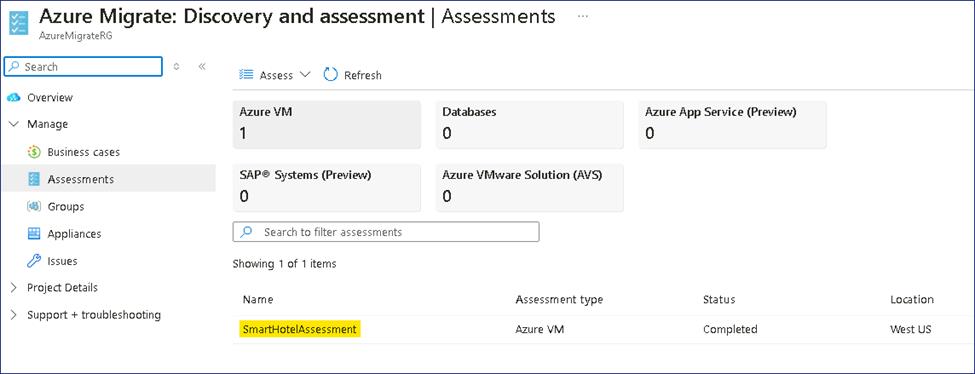 Azure Migrate: Discovery and assessment | Assessments ...
AzureMigrateRG
Search
Assess
Refresh
Overview
Manage
Business cases
Assessments
Groups
Appliances
Issues
Project Details
Support + troubleshooting
Azure VM
1
Databases
0
Azure App Service (Preview)
0
SAP® Systems (Preview)
0
Azure VMware Solution (AVS)
0
Search to filter assessments
Showing 1 of 1 items
Name Assessment type Status Location
SmartHotelAssessment Azure VM Completed West US